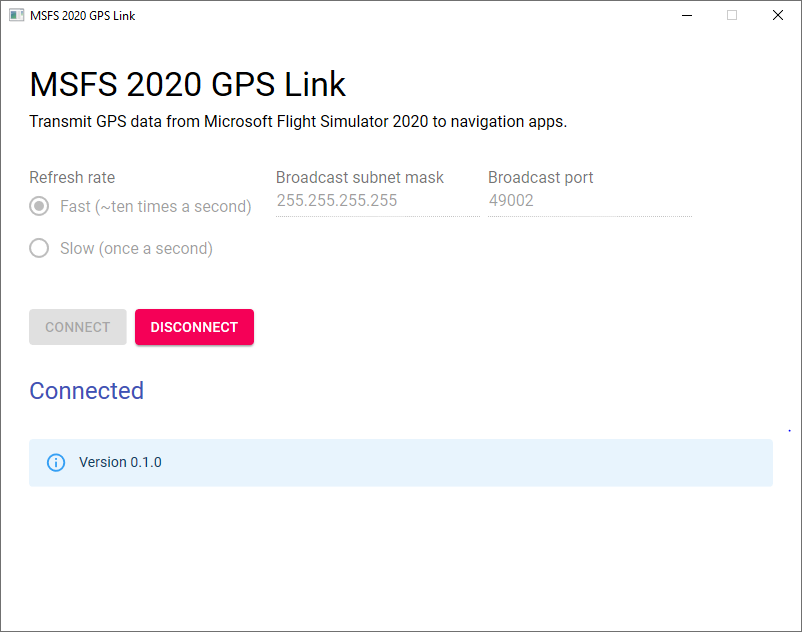 MSFS 2020 GPS Link
MSFS 2020 GPS Link
Transmit GPS data from Microsoft Flight Simulator 2020 to navigation apps.
Refresh rate
Fast (~ten times a second)
Slow (once a second)
Broadcast subnet mask
255.255.255.255
Broadcast port
49002
CONNECT DISCONNECT
Connected
Version 0.1.0